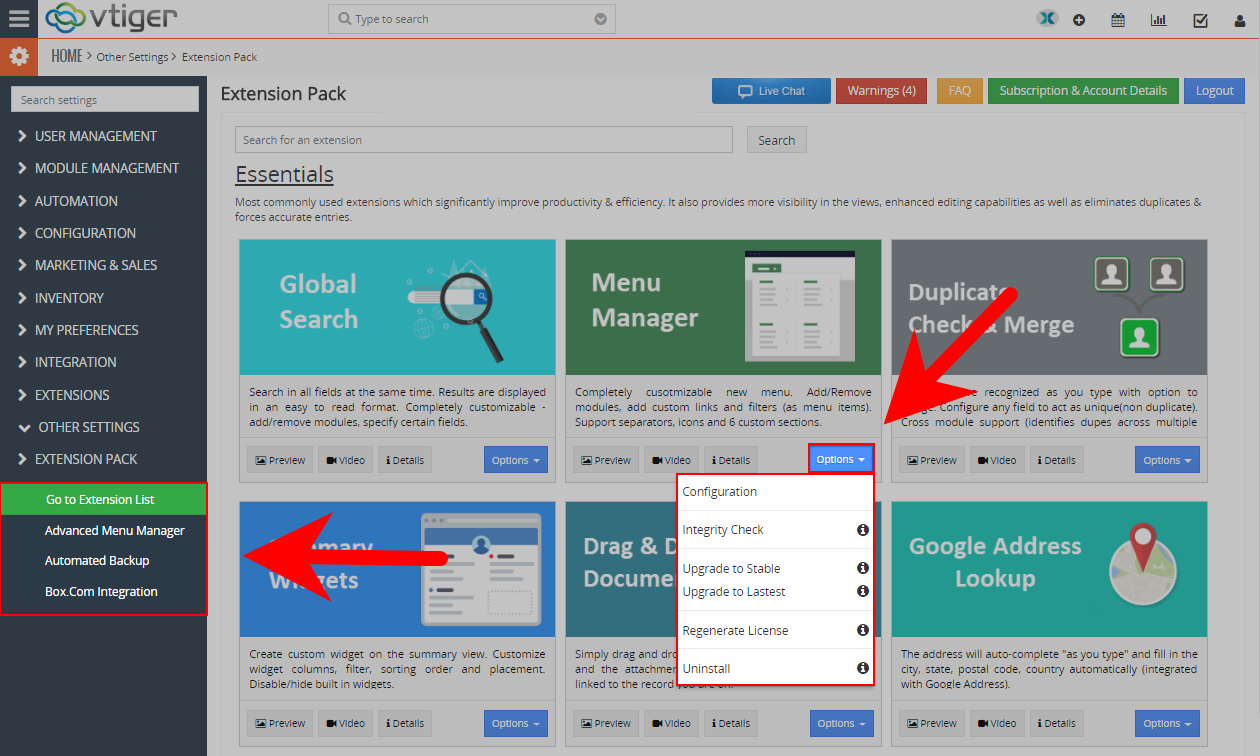 vtiger
Type to search
HOME > Other Settings > Extension Pack
Search settings
USER MANAGEMENT
MODULE MANAGEMENT
AUTOMATION
CONFIGURATION
MARKETING & SALES
INVENTORY
MY PREFERENCES
INTEGRATION
EXTENSIONS
OTHER SETTINGS
EXTENSION PACK
Go to Extension List
Advanced Menu Manager
Automated Backup
Box.Com Integration
Extension Pack
Live Chat
Warnings (4)
FAQ
Subscription & Account Details
Logout
Search for an extension
Search
Essentials
Most commonly used extensions which significantly improve productivity & efficiency. It also provides more visibility in the views, enhanced editing capabilities as well as eliminates duplicates &
forces accurate entries.
Global
Search
Search in all fields at the same time. Results are displayed
in an easy to read format. Completely customizable -
add/remove modules, specify certain fields.
Preview
Video
Details
Options
Menu
Manager
Completely cusotmizable new menu. Add/Remove
modules, add custom links and filters (as menu items).
Support separators, icons and 6 custom sections.
Preview
Video
Details
Options
Configuration
Integrity Check
Upgrade to Stable
Upgrade to Lastest
Regenerate License
Uninstall
Duplicate
Check & Merge
recognized as you type with option to
Configure any field to act as unique(non duplicate).
Cross module support (identifies dupes across multiple
Preview
Video
Details
Options
Summary
Widgets
Create custom widget on the summary view. Customize
widget columns, filter, sorting order and placement.
Disable/hide built in widgets.
Preview
Video
Details
Options
Drag & D
Docume
Simply drag and dro
and the attachmen
linked to the record you are on.
Preview
Video
Details
Options
Google Address
Lookup
The address will auto-complete "as you type" and fill in the
city, state, postal code, country automatically (integrated
with Google Address).
Preview
Video
Details
Options